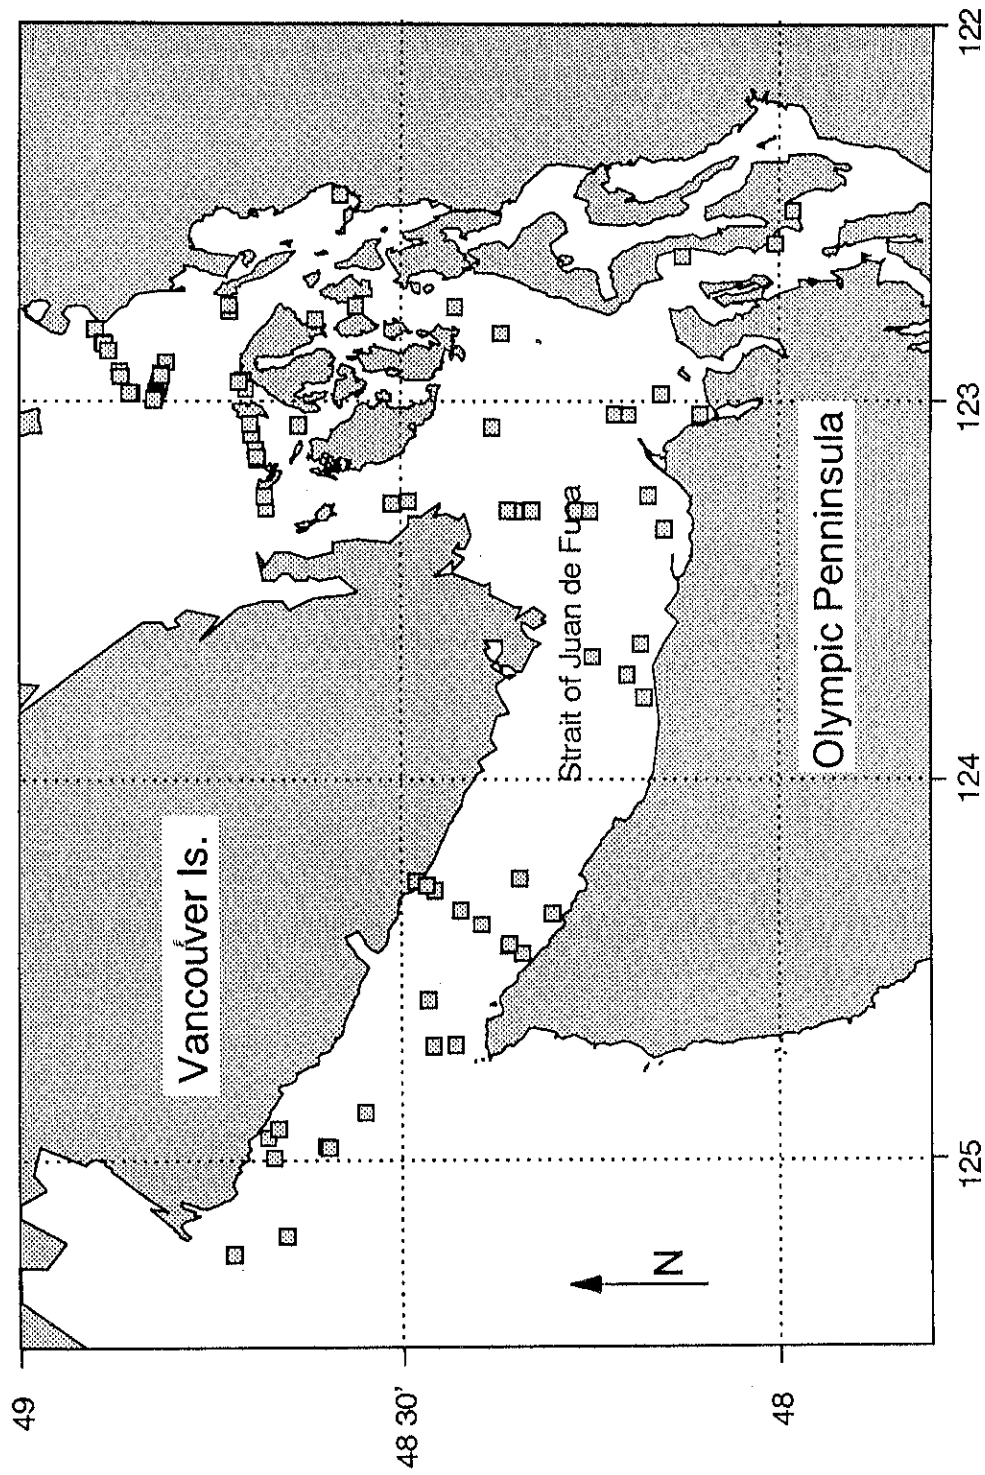 49
48 30'
48
Vancouver Is.
Strait of Juan de Fuca
Olympic Penninsula
N
125
124
123
122